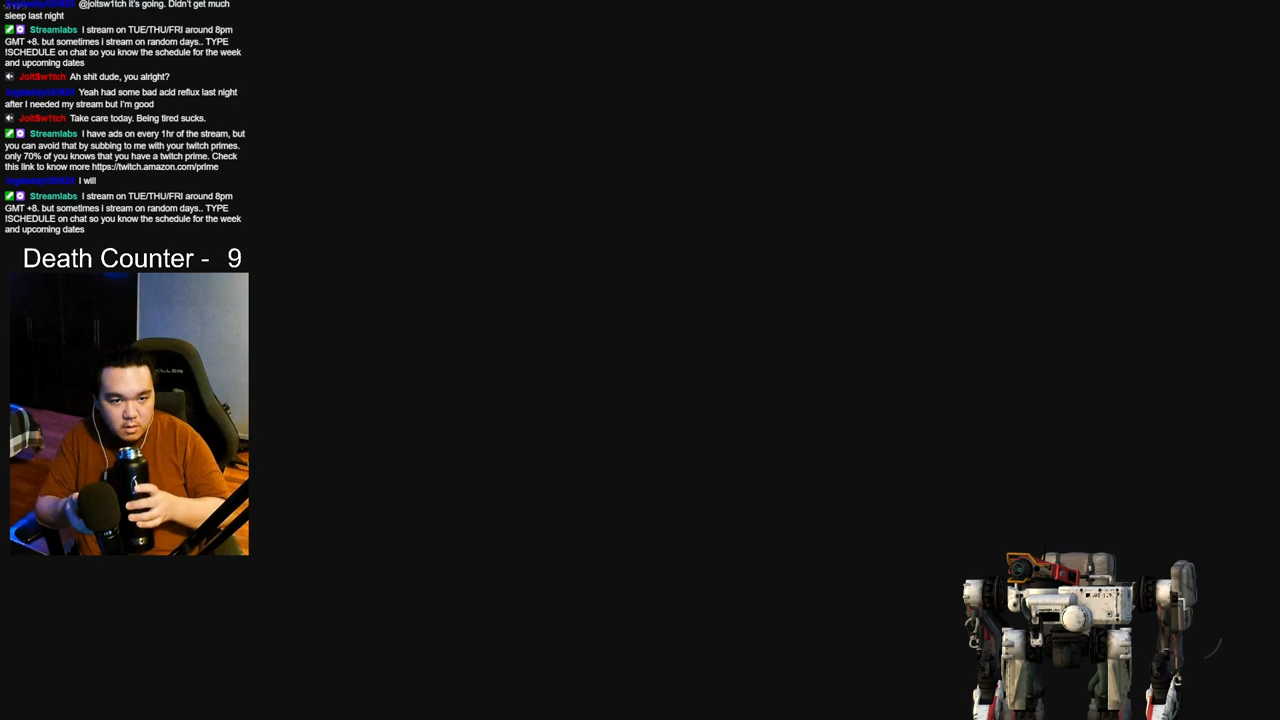 @joltsw1tch it's going. Didn't get much
sleep last night
Streamlabs I stream on TUE/THU/FRI around 8pm
GMT +8. but sometimes i stream on random days.. TYPE
!SCHEDULE on chat so you know the schedule for the week
and upcoming dates
JoltSw1tch Ah shit dude, you alright?
Yeah had some bad acid reflux last night
after I needed my stream but I'm good
JoltSw1tch Take care today. Being tired sucks.
Streamlabs I have ads on every 1hr of the stream, but
you can avoid that by subbing to me with your twitch primes.
only 70% of you knows that you have a twitch prime. Check
this link to know more https://twitch.amazon.com/prime
I will
Streamlabs I stream on TUE/THU/FRI around 8pm
GMT +8. but sometimes i stream on random days.. TYPE
!SCHEDULE on chat so you know the schedule for the week
and upcoming dates
Death Counter - 9